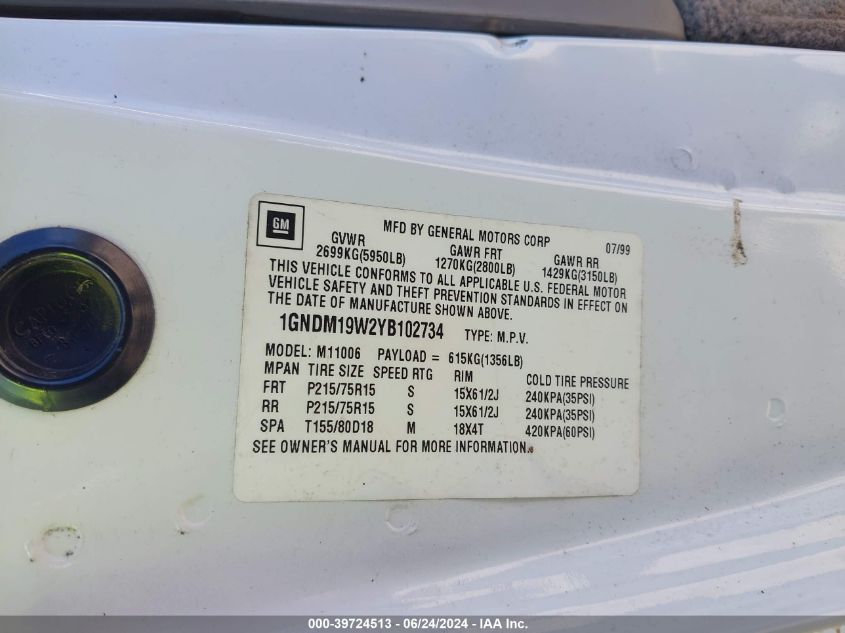 GM
MFD BY GENERAL MOTORS CORP 07/99
GVWR GAWR FRT GAWR RR
2699KG(5950LB) 1270KG(2800LB) 1429KG(3150LB)
THIS VEHICLE CONFORMS TO ALL APPLICABLE U.S. FEDERAL MOTOR
VEHICLE SAFETY AND THEFT PREVENTION STANDARDS IN EFFECT ON
THE DATE OF MANUFACTURE SHOWN ABOVE.
1GNDM19W2YB102734 TYPE: M.P.V.
MODEL: M11006 PAYLOAD = 615KG(1356LB)
MPAN TIRE SIZE SPEED RTG RIM COLD TIRE PRESSURE
FRT P215/75R15 S 15X61/2J 240KPA(35PSI)
RR P215/75R15 S 15X61/2J 240KPA(35PSI)
SPA T155/80D18 M 18X4T 420KPA(60PSI)
SEE OWNER'S MANUAL FOR MORE INFORMATION.
000-39724513 - 06/24/2024 - IAA Inc.